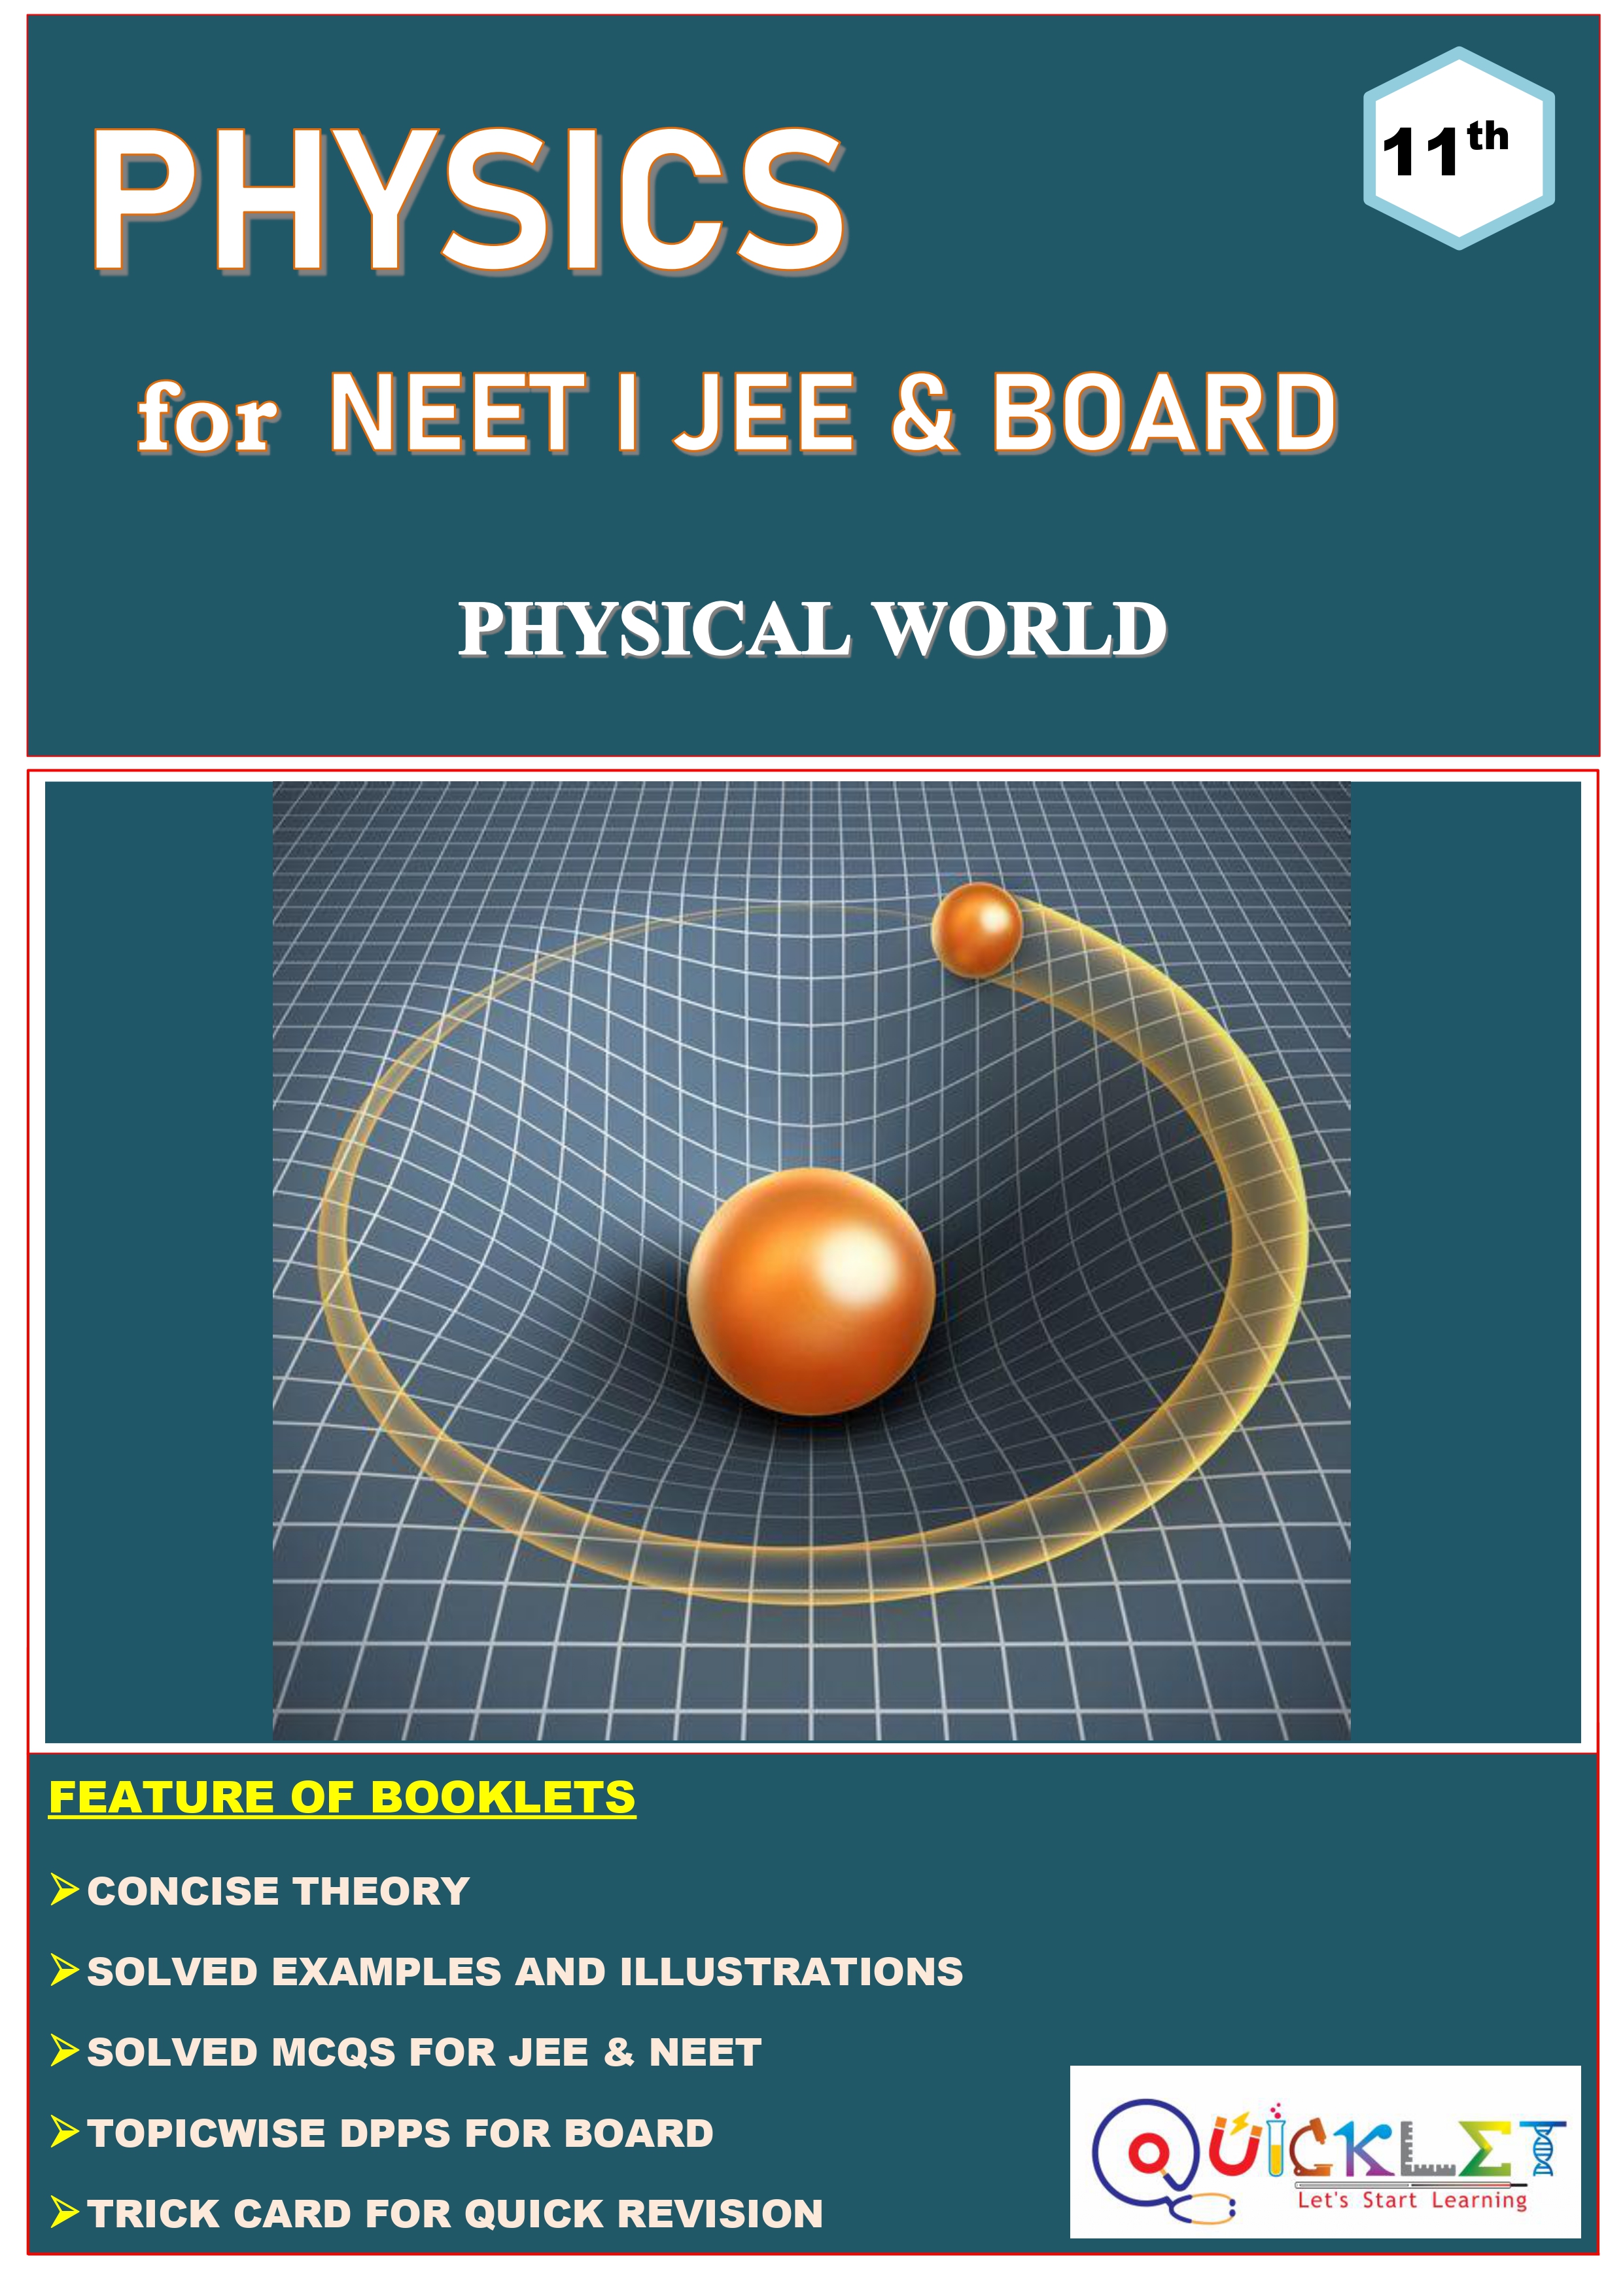 PHYSICS
11th
for NEET I JEE & BOARD
PHYSICAL WORLD
FEATURE OF BOOKLETS
➢ CONCISE THEORY
➢ SOLVED EXAMPLES AND ILLUSTRATIONS
➢ SOLVED MCQS FOR JEE & NEET
➢ TOPICWISE DPPS FOR BOARD
➢ TRICK CARD FOR QUICK REVISION
QUICKLΣT
Let's Start Learning